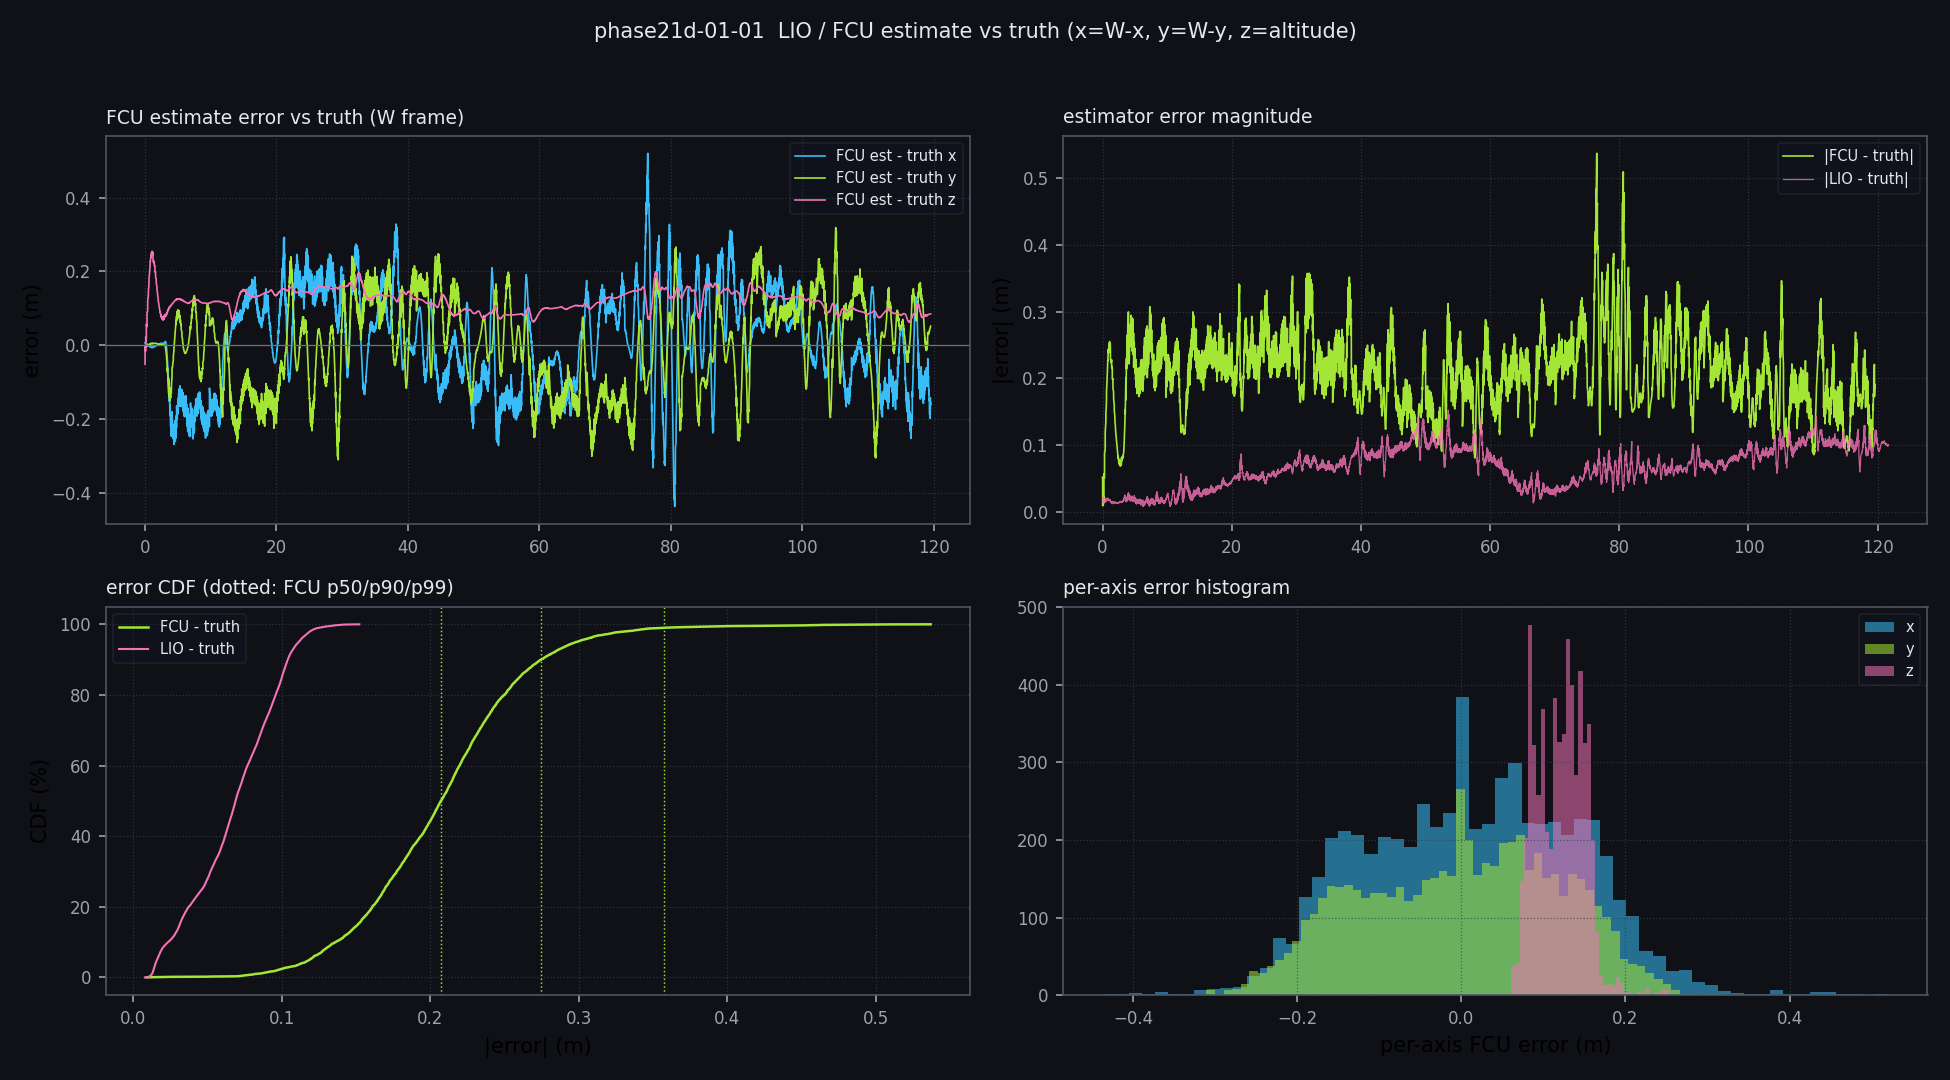 phase21d-01-01  LIO / FCU estimate vs truth (x=W-x, y=W-y, z=altitude)
FCU estimate error vs truth (W frame)
error (m)
0.4
0.2
0.0
−0.2
−0.4
0 20 40 60 80 100 120
FCU est - truth x
FCU est - truth y
FCU est - truth z
estimator error magnitude
|error| (m)
0.5
0.4
0.3
0.2
0.1
0.0
0 20 40 60 80 100 120
|FCU - truth|
|LIO - truth|
error CDF (dotted: FCU p50/p90/p99)
CDF (%)
100
80
60
40
20
0
0.0 0.1 0.2 0.3 0.4 0.5
|error| (m)
FCU - truth
LIO - truth
per-axis error histogram
500
400
300
200
100
0
−0.4 −0.2 0.0 0.2 0.4
per-axis FCU error (m)
x
y
z